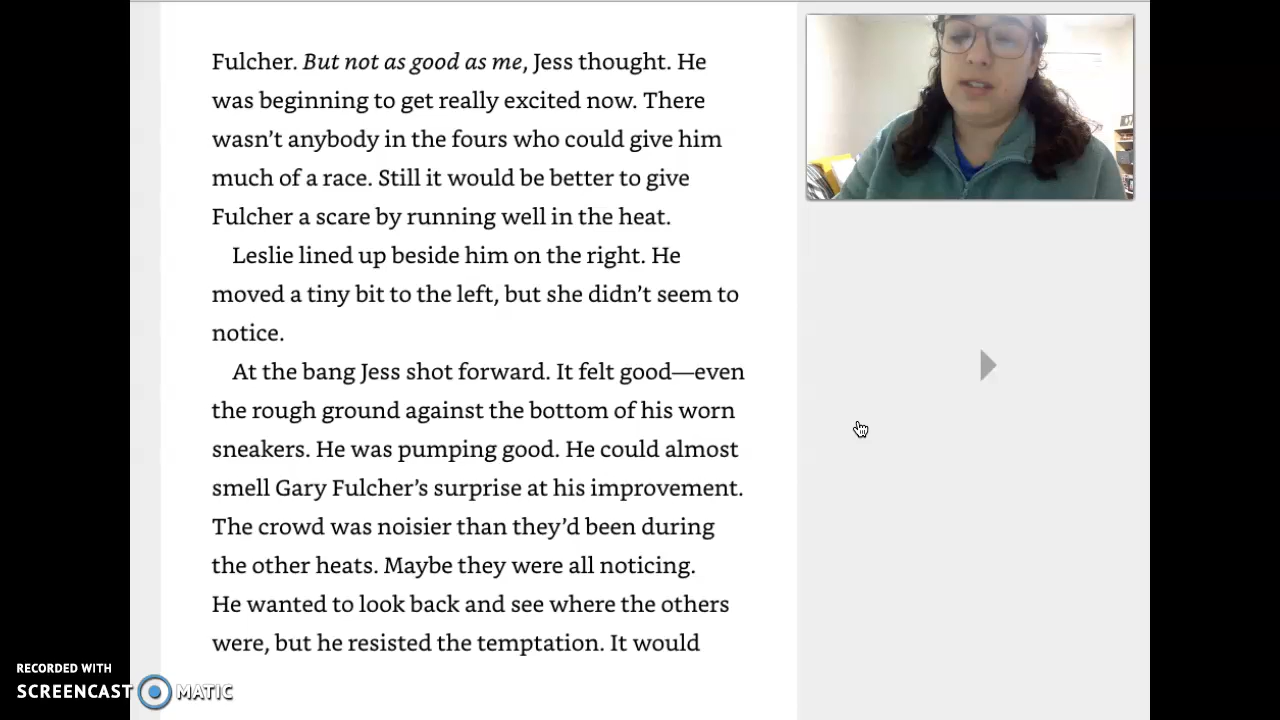 Fulcher. But not as good as me, Jess thought. He
was beginning to get really excited now. There
wasn’t anybody in the fours who could give him
much of a race. Still it would be better to give
Fulcher a scare by running well in the heat.
Leslie lined up beside him on the right. He
moved a tiny bit to the left, but she didn’t seem to
notice.
At the bang Jess shot forward. It felt good—even
the rough ground against the bottom of his worn
sneakers. He was pumping good. He could almost
smell Gary Fulcher’s surprise at his improvement.
The crowd was noisier than they’d been during
the other heats. Maybe they were all noticing.
He wanted to look back and see where the others
were, but he resisted the temptation. It would
RECORDED WITH
SCREENCAST MATIC